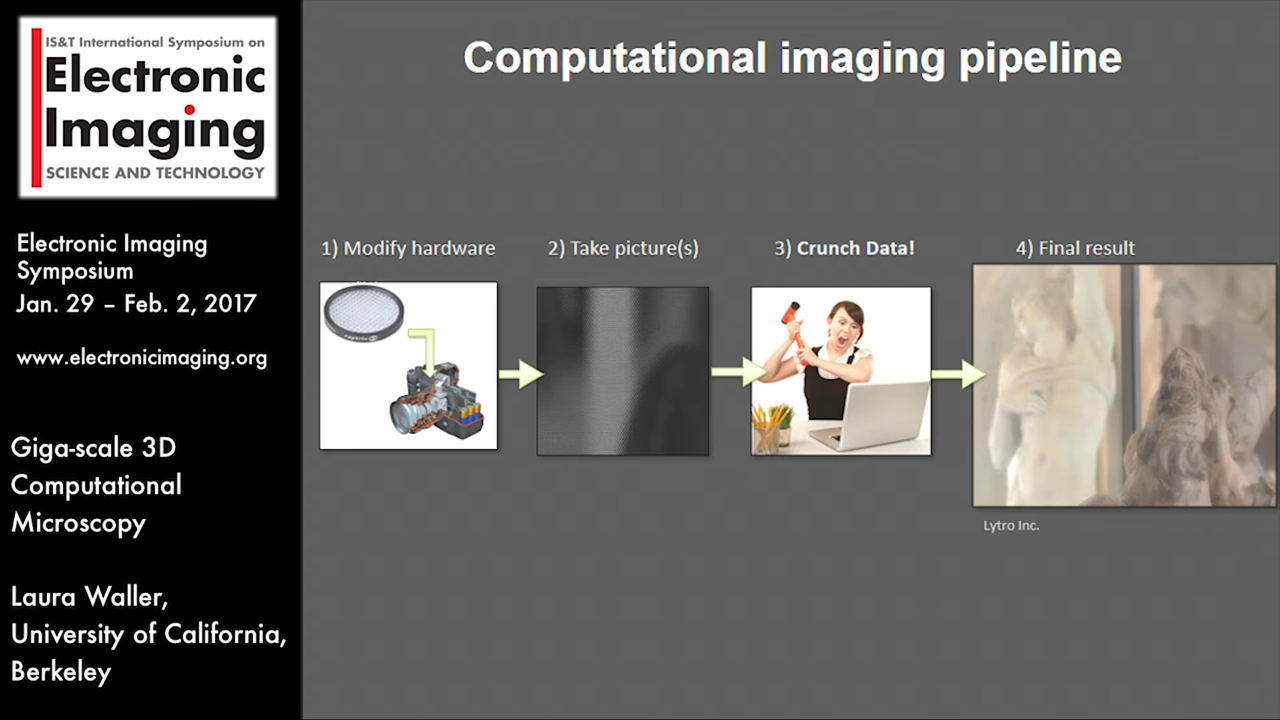 IS&T International Symposium on
Electronic
Imaging
SCIENCE AND TECHNOLOGY
Electronic Imaging
Symposium
Jan. 29 – Feb. 2, 2017
www.electronicimaging.org
Giga-scale 3D
Computational
Microscopy
Laura Waller,
University of California,
Berkeley
Computational imaging pipeline
1) Modify hardware
2) Take picture(s)
3) Crunch Data!
4) Final result
Lytro Inc.